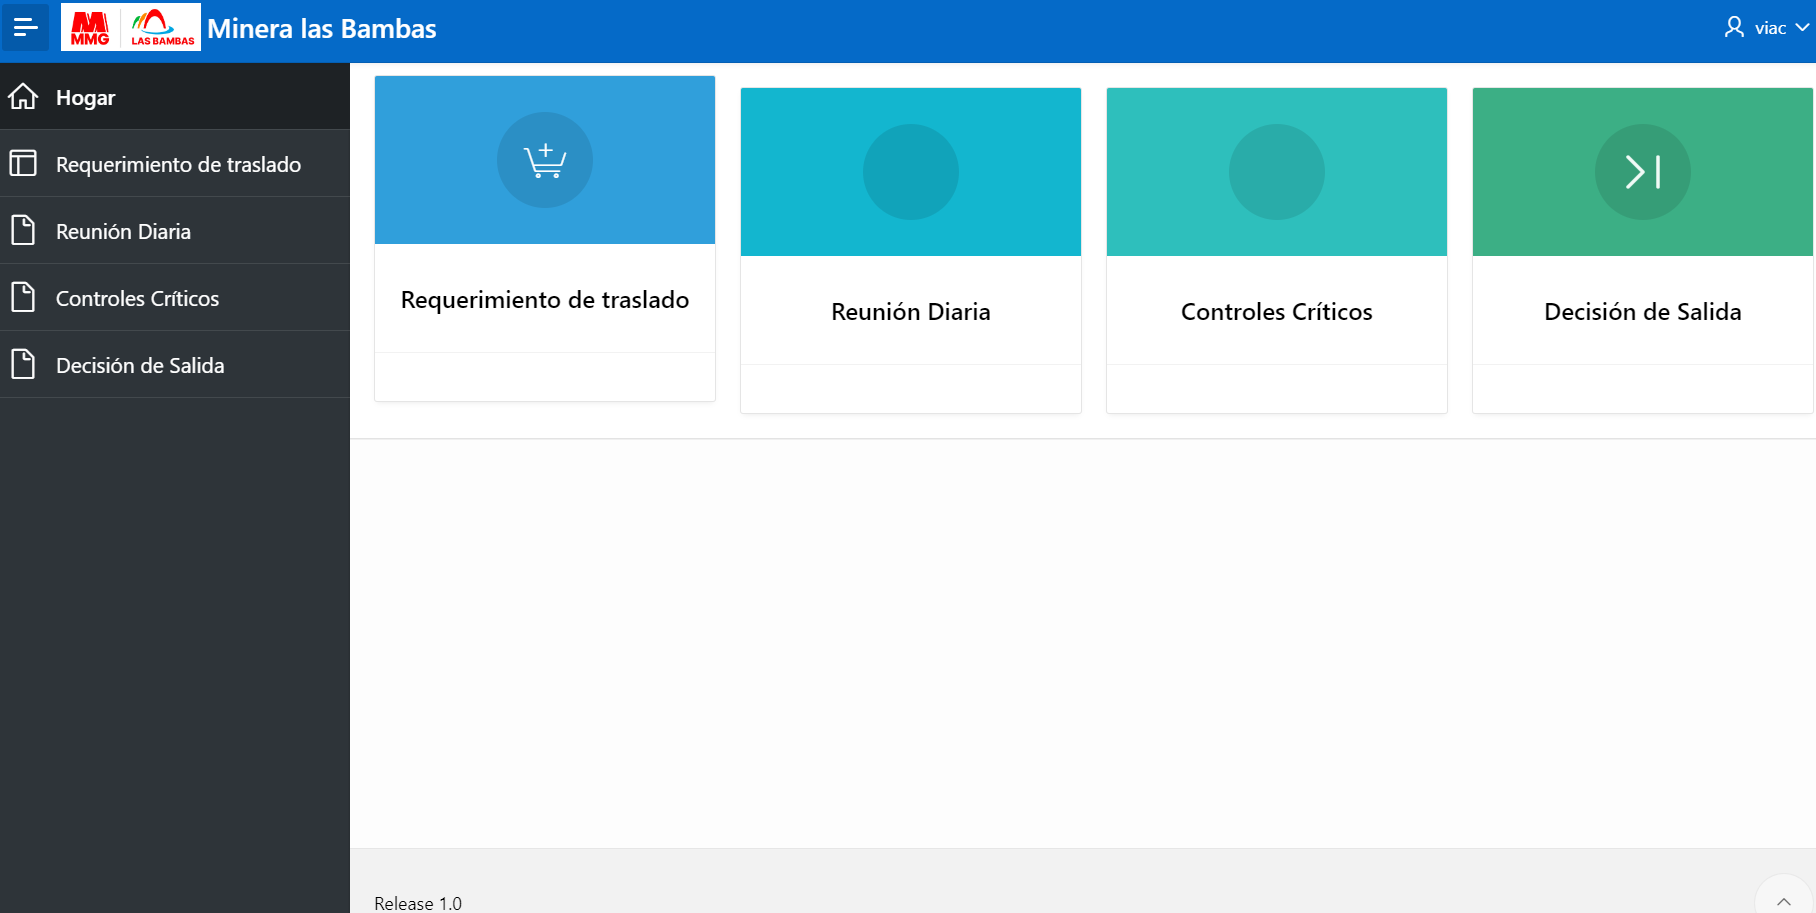 MMG
LAS BAMBAS
Minera las Bambas
viac
Hogar
Requerimiento de traslado
Reunión Diaria
Controles Críticos
Decisión de Salida
Requerimiento de traslado
Reunión Diaria
Controles Críticos
Decisión de Salida
Release 1.0